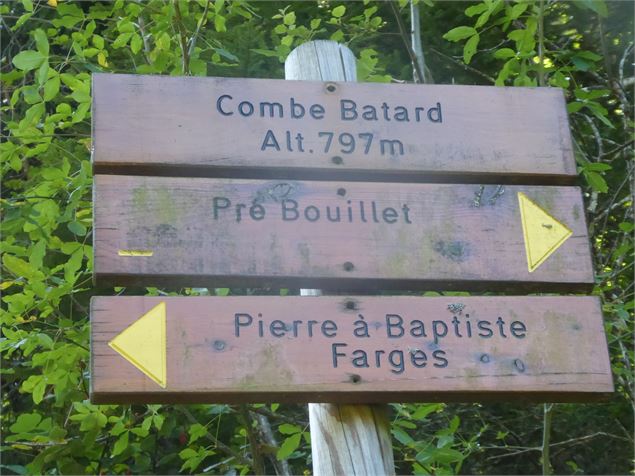 Combe Batard
Alt. 797m
Pré Bouillet
Pierre à Baptiste
Farges